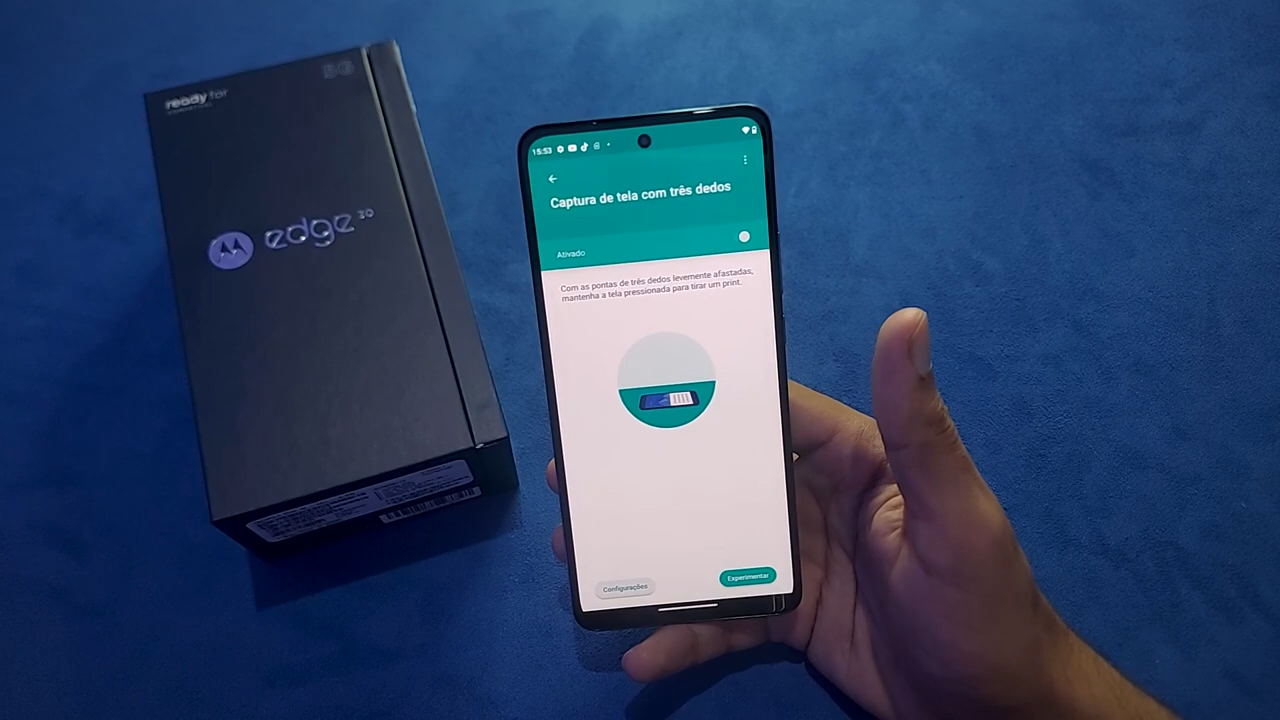 5G
ready for
edge 30
15:53
Captura de tela com três dedos
Ativado
Com as pontas de três dedos levemente afastadas,
mantenha a tela pressionada para tirar um print.
Configurações
Experimentar